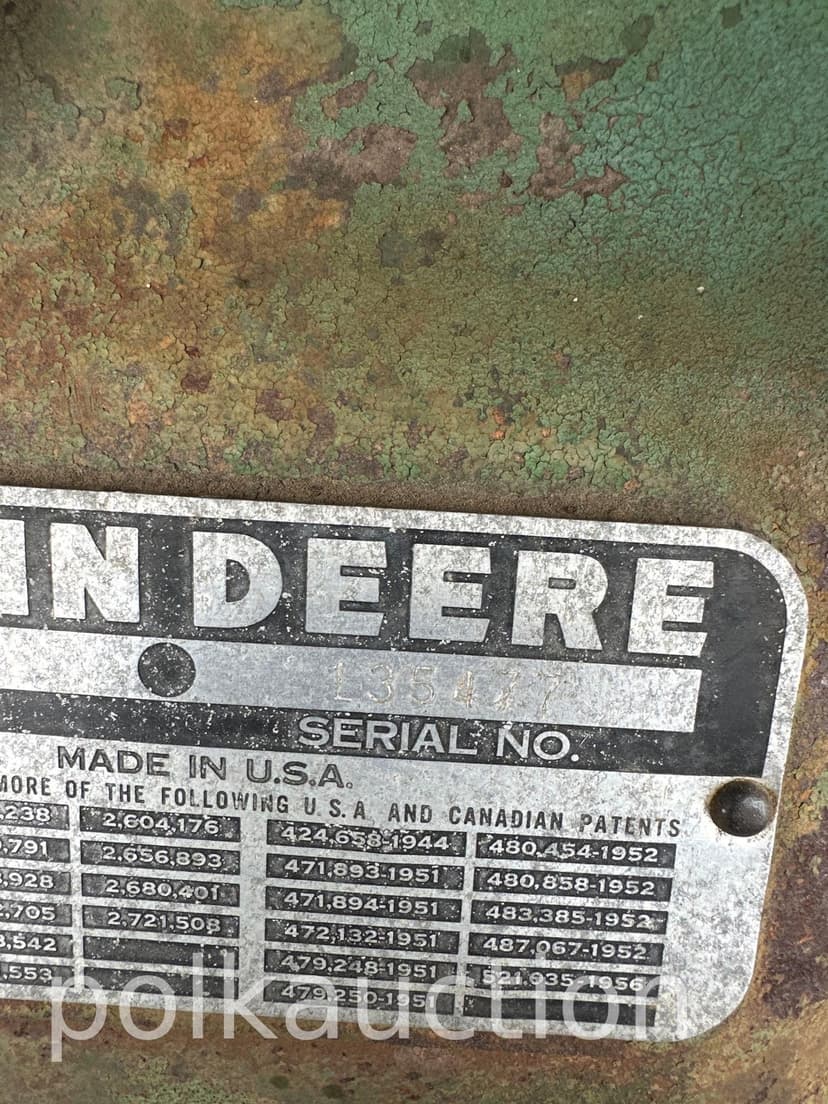 HN DEERE
135477
SERIAL NO.
MADE IN U.S.A.
MORE OF THE FOLLOWING U.S.A. AND CANADIAN PATENTS
,238 2,604,176 424,658-1944 480,454-1952
,791 2,656,893 471,893-1951 480,858-1952
,928 2,680,401 471,894-1951 483,385-1952
,705 2,721,508 472,132-1951 487,067-1952
,542 479,248-1951 521,035-1956
,553 479,250-1951
polkauction